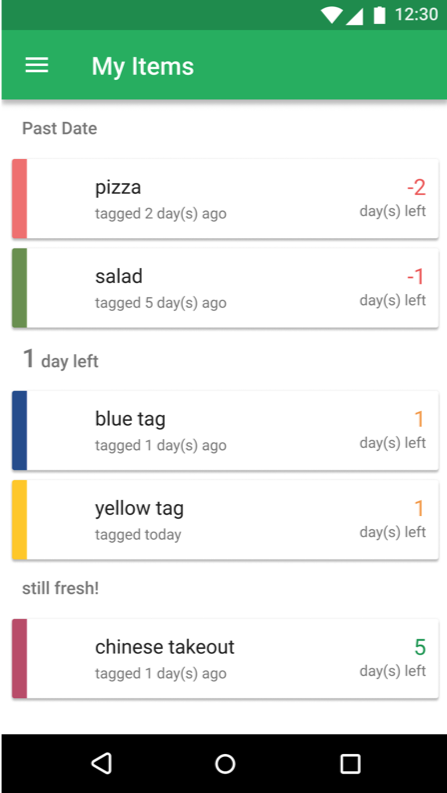 12:30
My Items
Past Date
pizza
-2
tagged 2 day(s) ago
day(s) left
salad
-1
tagged 5 day(s) ago
day(s) left
1 day left
blue tag
1
tagged 1 day(s) ago
day(s) left
yellow tag
1
tagged today
day(s) left
still fresh!
chinese takeout
5
tagged 1 day(s) ago
day(s) left